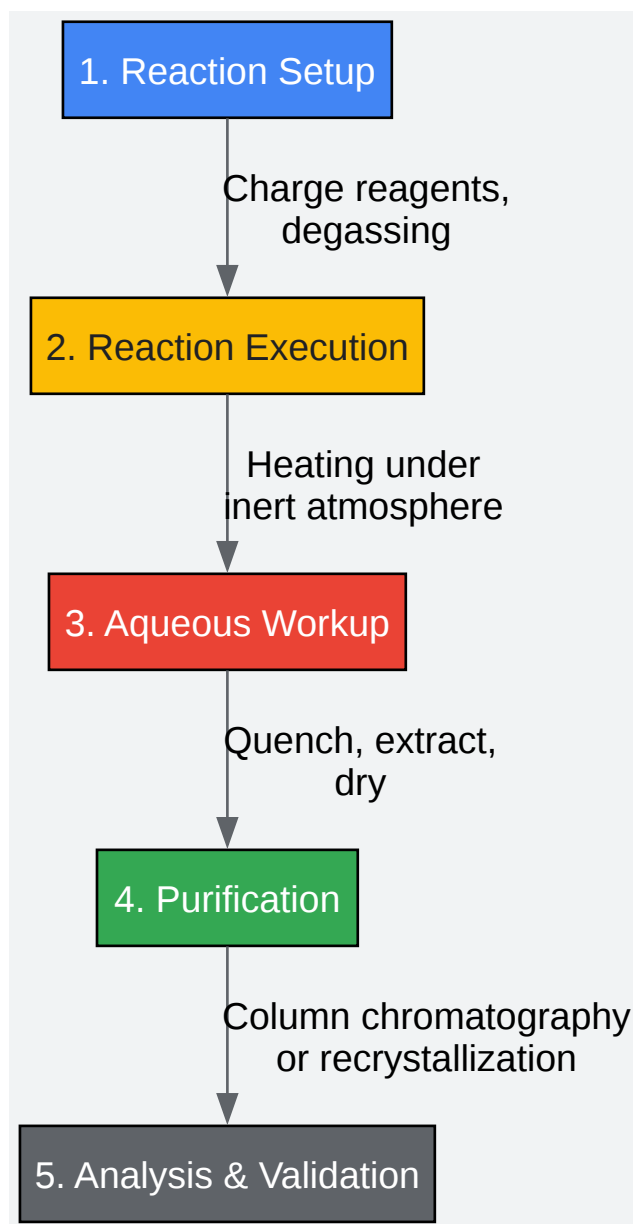 1. Reaction Setup
Charge reagents,
degassing
2. Reaction Execution
Heating under
inert atmosphere
3. Aqueous Workup
Quench, extract,
dry
4. Purification
Column chromatography
or recrystallization
5. Analysis & Validation